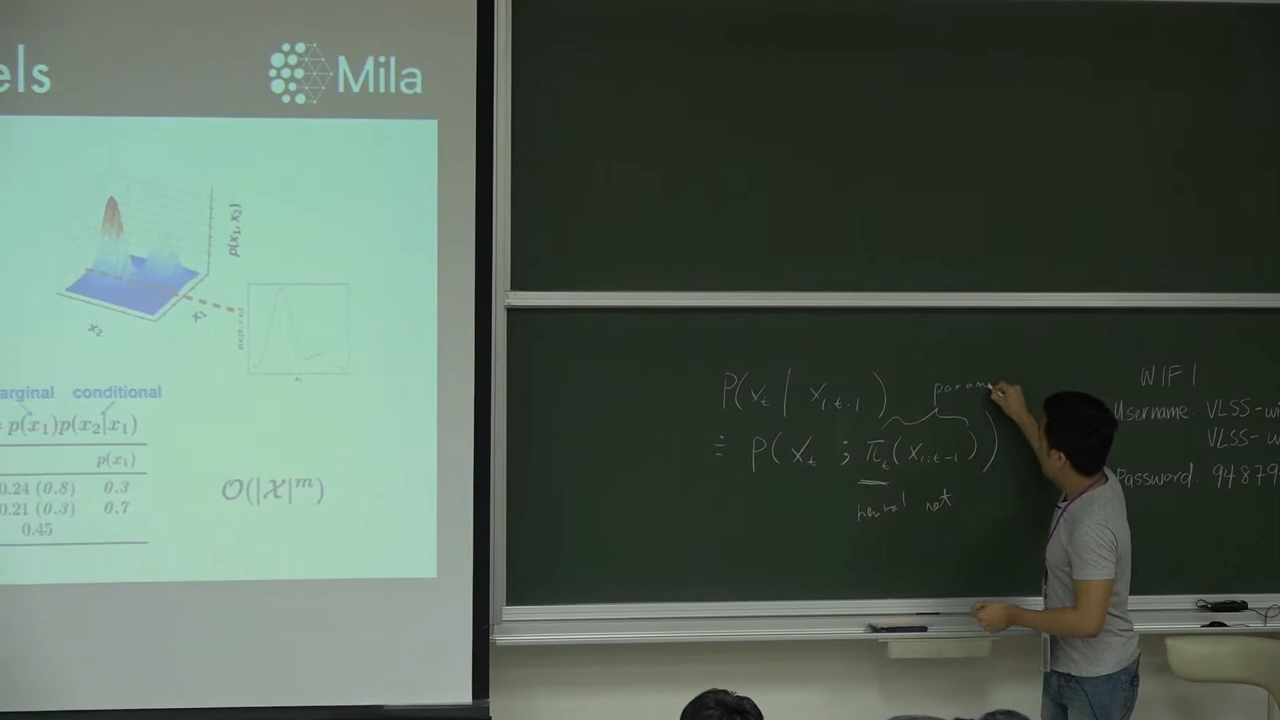 els
Mila
p(x₁, x₂)
x₂
x₁
arginal conditional
= p(x₁)p(x₂|x₁)
p(x₁)
0.24 (0.8) 0.3
0.21 (0.3) 0.7
0.45
O(|X|ᵐ)
P(xₜ | x₁:ₜ₋₁)
param
≐ P(xₜ ; πₜ(x₁:ₜ₋₁))
neural net
WIFI
Username. VLSS-wi
VLSS-w
Password. 94879